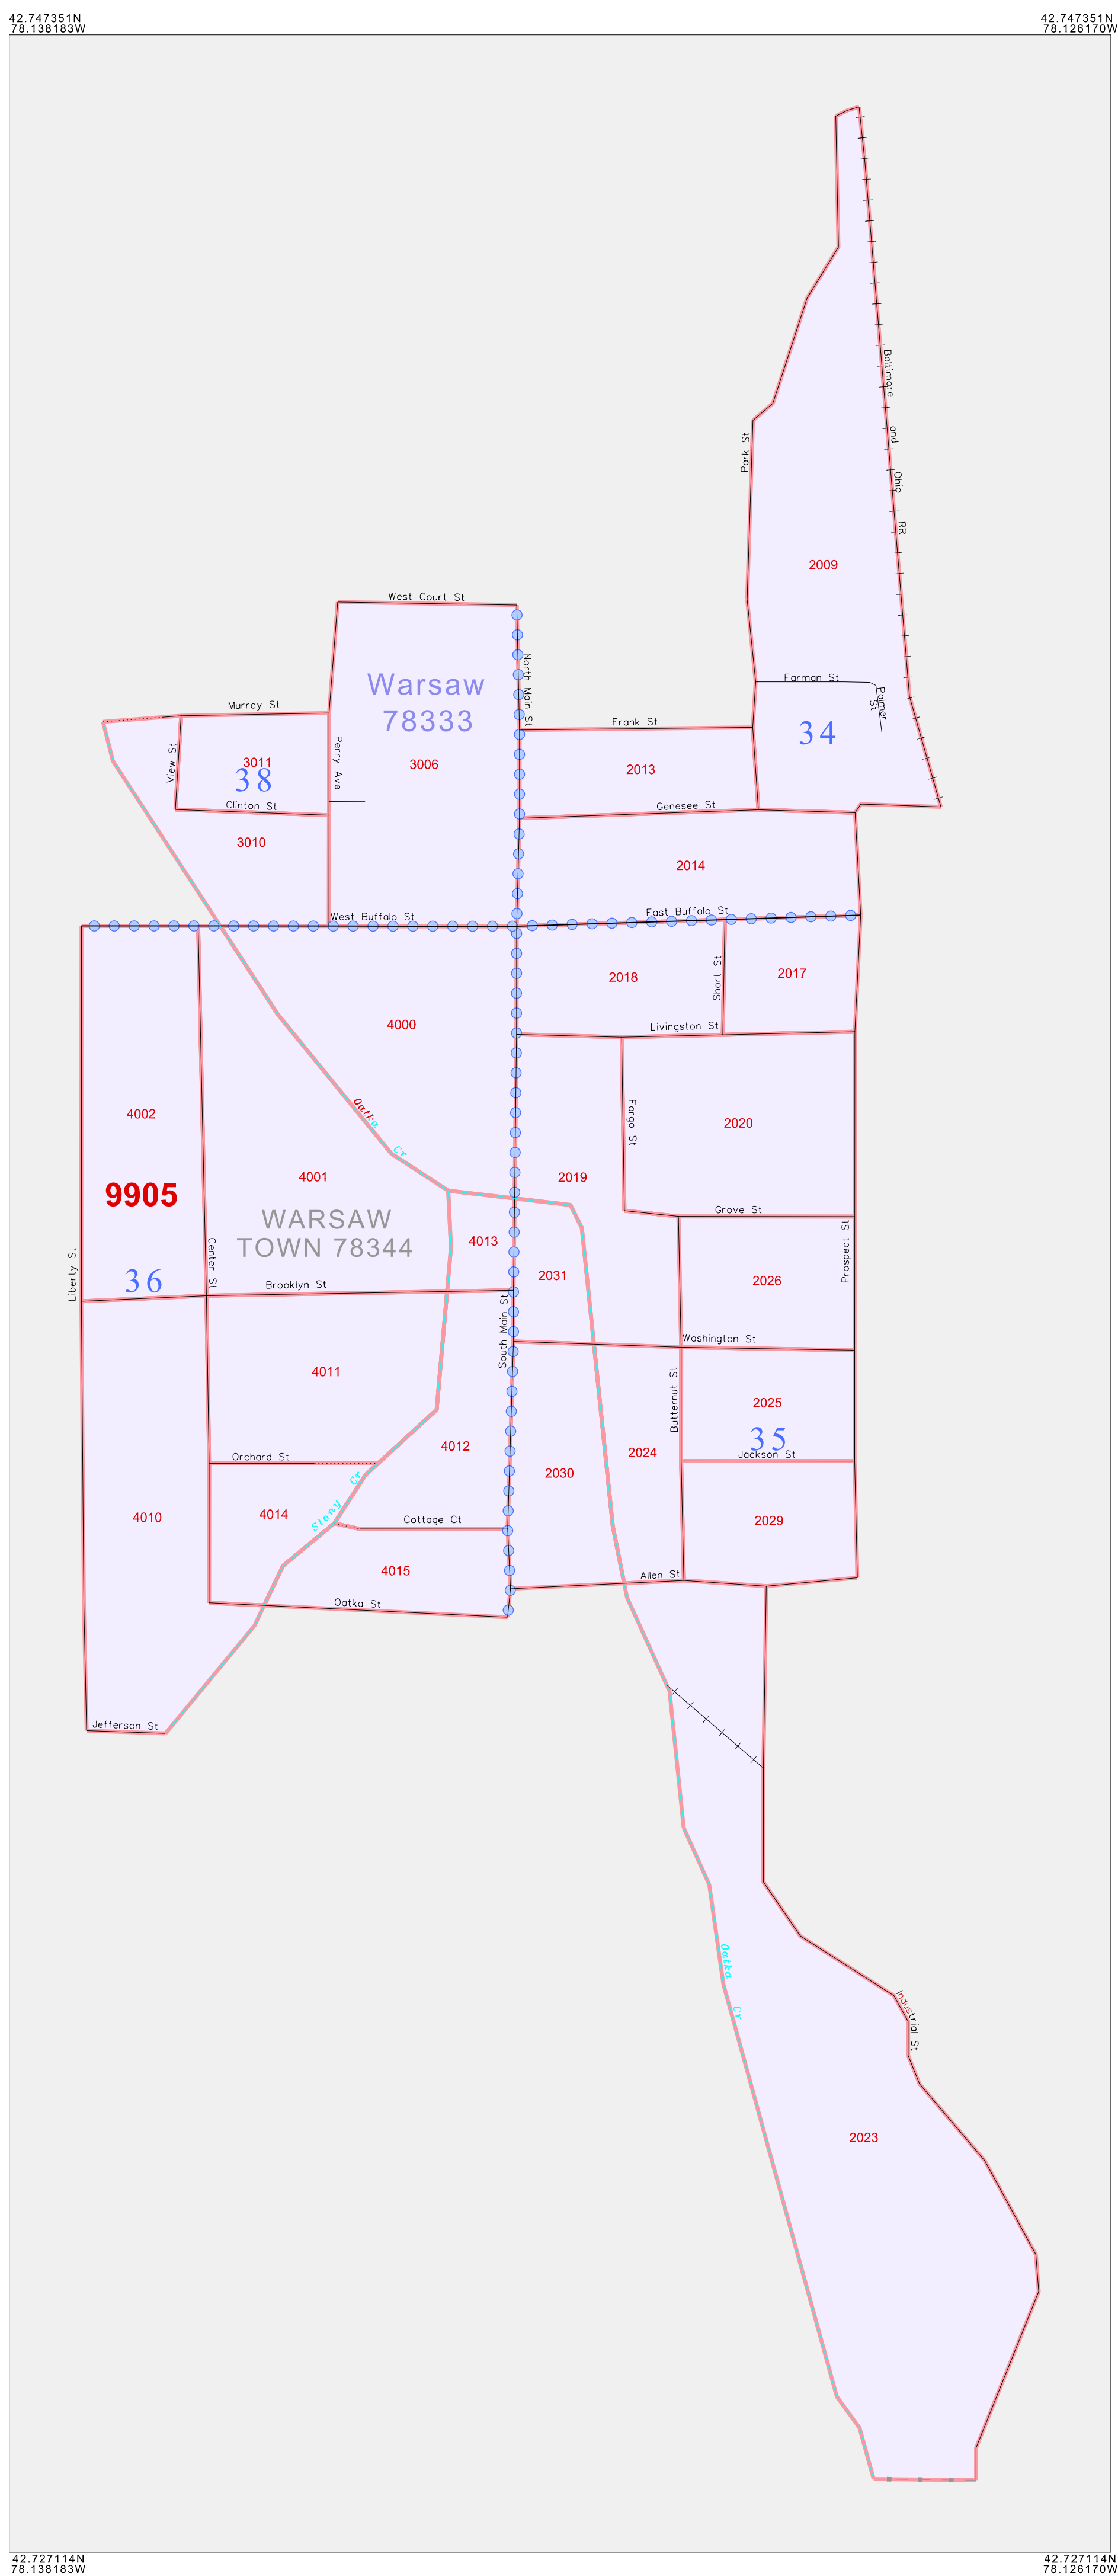 42.747351N
78.138183W
42.747351N
78.126170W
Baltimore and Ohio RR
Park St
2009
West Court St
Warsaw
78333
North Main St
Farman St
Palmer St
34
Murray St
Frank St
View St
3011
38
Perry Ave
3006
2013
Clinton St
Genesee St
3010
2014
West Buffalo St
East Buffalo St
2018
Short St
2017
4000
Livingston St
4002
Oatka Cr
Fargo St
2020
9905
4001
2019
WARSAW
TOWN 78344
Grove St
Liberty St
36
Center St
4013
2031
2026
Prospect St
Brooklyn St
South Main St
Washington St
4011
Butternut St
2025
35
4012
2024
Jackson St
Orchard St
Stony Cr
2030
4010
4014
Cottage Ct
2029
4015
Allen St
Oatka St
Jefferson St
Oatka Cr
Industrial St
2023
42.727114N
78.138183W
42.727114N
78.126170W